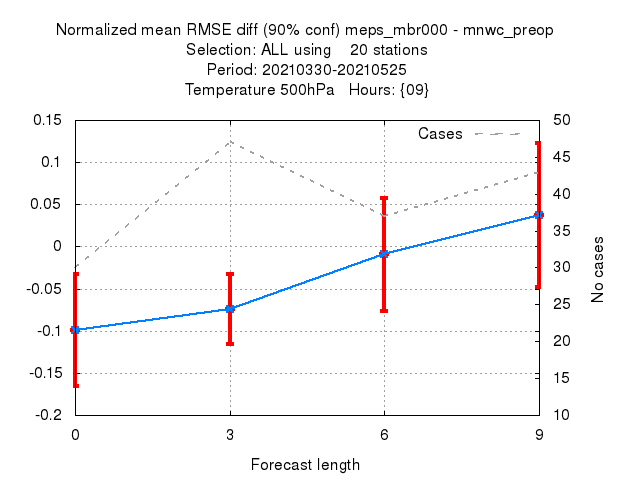 Normalized mean RMSE diff (90% conf) meps_mbr000 - mnwc_preop
Selection: ALL using    20 stations
Period: 20210330-20210525
Temperature 500hPa   Hours: {09}
Cases
0.15
0.1
0.05
0
-0.05
-0.1
-0.15
-0.2
50
45
40
35
30
25
20
15
10
No cases
0 3 6 9
Forecast length